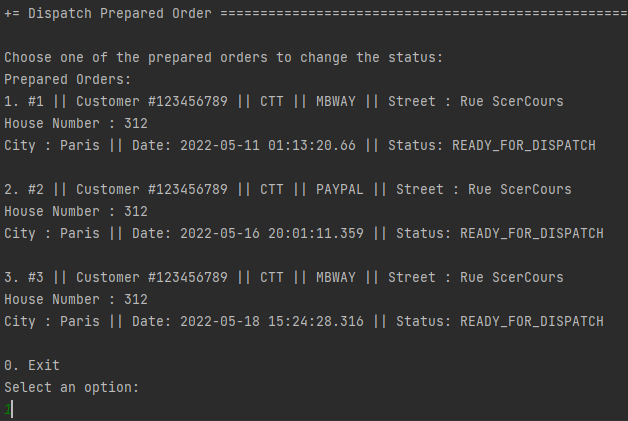 += Dispatch Prepared Order ===================================================
Choose one of the prepared orders to change the status:
Prepared Orders:
1. #1 || Customer #123456789 || CTT || MBWAY || Street : Rue ScerCours
House Number : 312
City : Paris || Date: 2022-05-11 01:13:20.66 || Status: READY_FOR_DISPATCH
2. #2 || Customer #123456789 || CTT || PAYPAL || Street : Rue ScerCours
House Number : 312
City : Paris || Date: 2022-05-16 20:01:11.359 || Status: READY_FOR_DISPATCH
3. #3 || Customer #123456789 || CTT || MBWAY || Street : Rue ScerCours
House Number : 312
City : Paris || Date: 2022-05-18 15:24:28.316 || Status: READY_FOR_DISPATCH
0. Exit
Select an option:
1